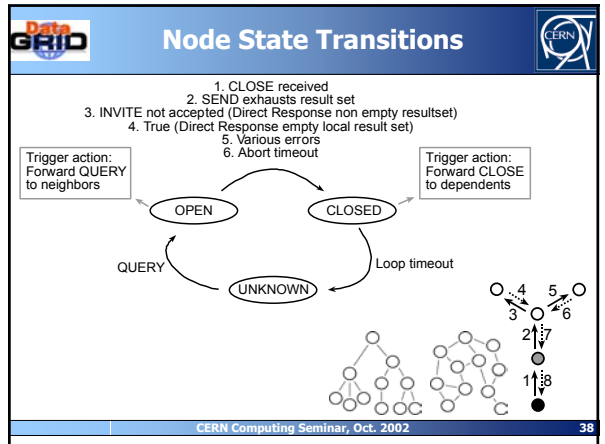 Data
GRID
Node State Transitions
CERN
1. CLOSE received
2. SEND exhausts result set
3. INVITE not accepted (Direct Response non empty resultset)
4. True (Direct Response empty local result set)
5. Various errors
6. Abort timeout
Trigger action:
Forward QUERY
to neighbors
Trigger action:
Forward CLOSE
to dependents
OPEN
CLOSED
QUERY
Loop timeout
UNKNOWN
4
5
3
6
2
7
1
8
CERN Computing Seminar, Oct. 2002
38